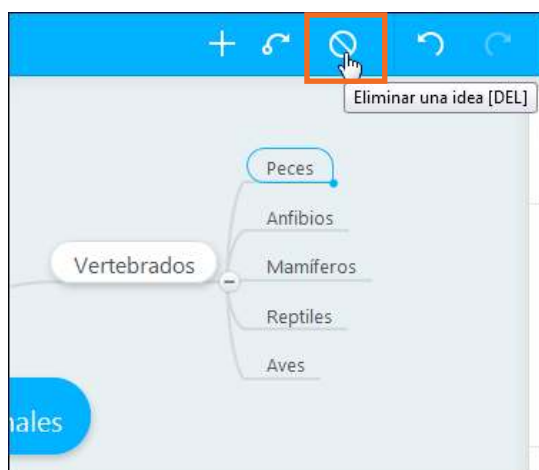 Eliminar una idea [DEL]
Peces
Anfibios
Vertebrados
Mamíferos
Reptiles
Aves
nales